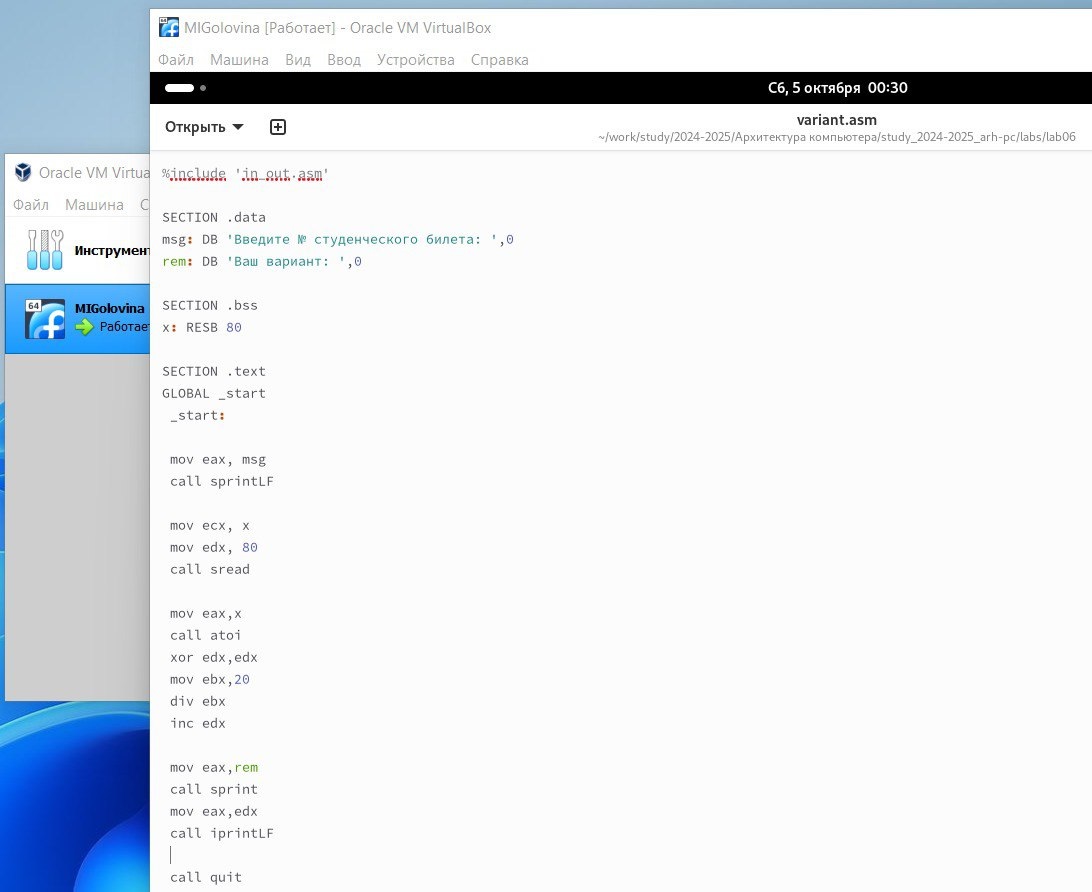 MIGolovina [Работает] - Oracle VM VirtualBox
Файл Машина Вид Ввод Устройства Справка
Сб, 5 октября 00:30
Открыть
variant.asm
~/work/study/2024-2025/Архитектура компьютера/study_2024-2025_arh-pc/labs/lab06
Oracle VM Virtua
Файл Машина С
Инструмент
64
MIGolovina
Работает
%include 'in_out.asm'
SECTION .data
msg: DB 'Введите № студенческого билета: ',0
rem: DB 'Ваш вариант: ',0
SECTION .bss
x: RESB 80
SECTION .text
GLOBAL _start
_start:
mov eax, msg
call sprintLF
mov ecx, x
mov edx, 80
call sread
mov eax,x
call atoi
xor edx,edx
mov ebx,20
div ebx
inc edx
mov eax,rem
call sprint
mov eax,edx
call iprintLF
call quit